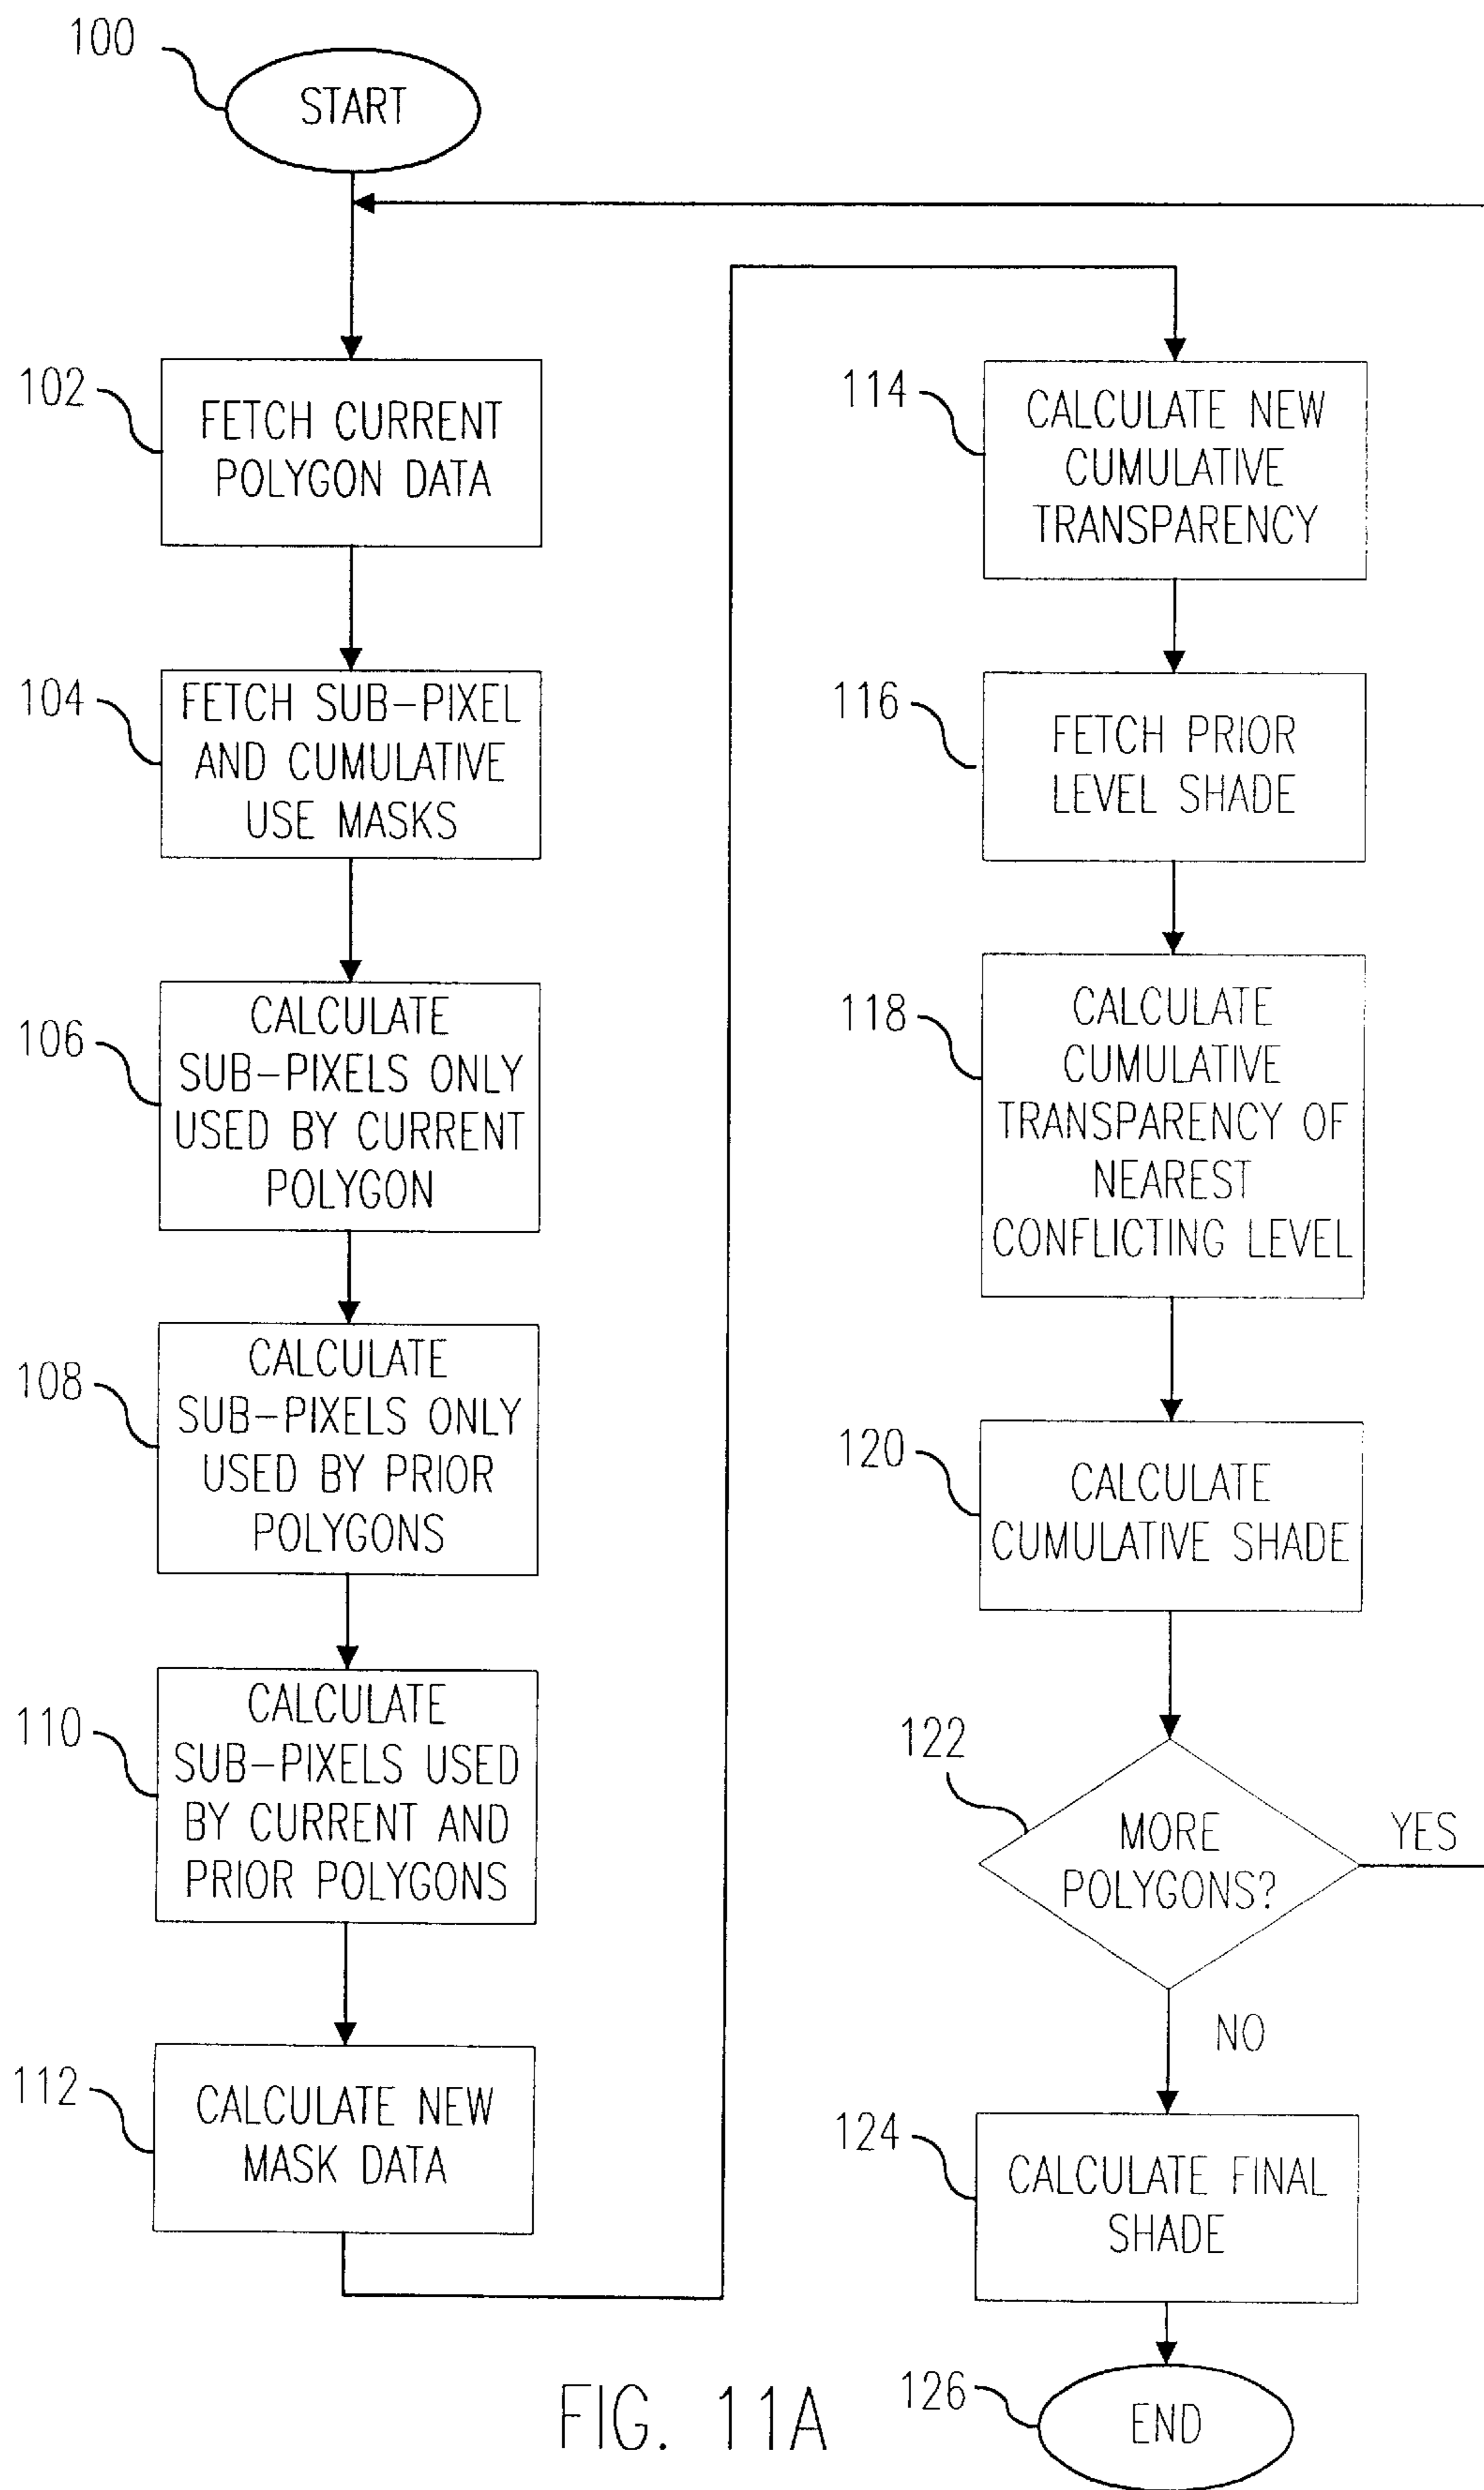 100
START
102
FETCH CURRENT
POLYGON DATA
104
FETCH SUB-PIXEL
AND CUMULATIVE
USE MASKS
106
CALCULATE
SUB-PIXELS ONLY
USED BY CURRENT
POLYGON
108
CALCULATE
SUB-PIXELS ONLY
USED BY PRIOR
POLYGONS
110
CALCULATE
SUB-PIXELS USED
BY CURRENT AND
PRIOR POLYGONS
112
CALCULATE NEW
MASK DATA
114
CALCULATE NEW
CUMULATIVE
TRANSPARENCY
116
FETCH PRIOR
LEVEL SHADE
118
CALCULATE
CUMULATIVE
TRANSPARENCY OF
NEAREST
CONFLICTING LEVEL
120
CALCULATE
CUMULATIVE SHADE
122
MORE
POLYGONS?
YES
NO
124
CALCULATE FINAL
SHADE
126
END
FIG. 11A